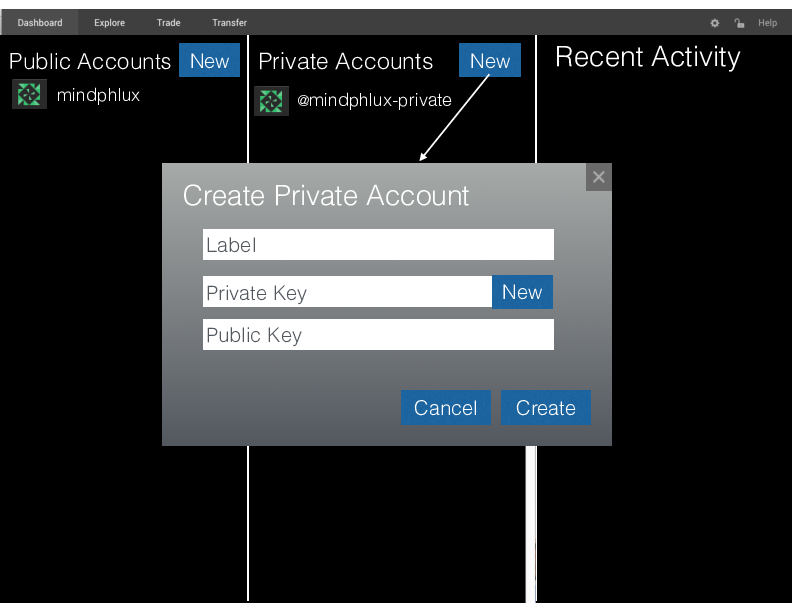 Dashboard Explore Trade Transfer Help
Public Accounts New
mindphlux
Private Accounts New
@mindphlux-private
Recent Activity
Create Private Account
Label
Private Key New
Public Key
Cancel Create